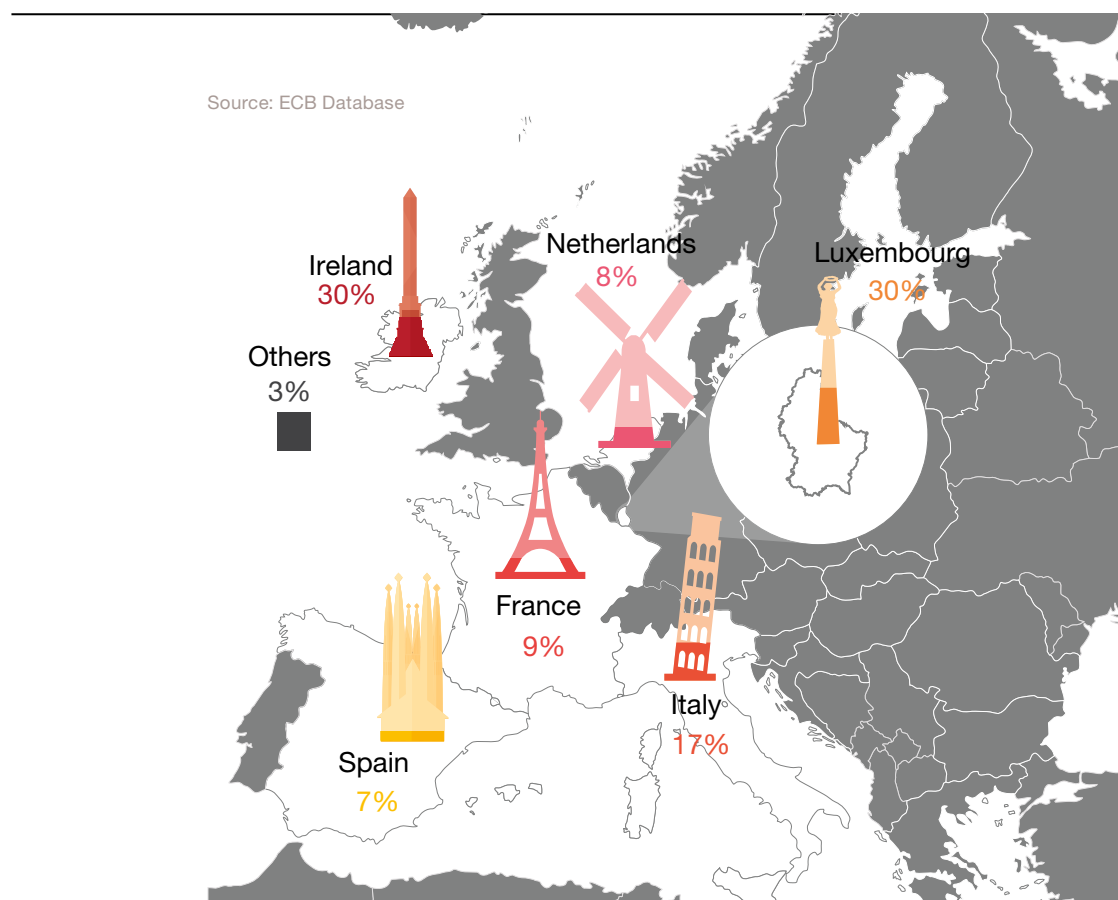 Source: ECB Database
Netherlands
8%
Luxembourg
30%
Ireland
30%
Others
3%
France
9%
Italy
17%
Spain
7%